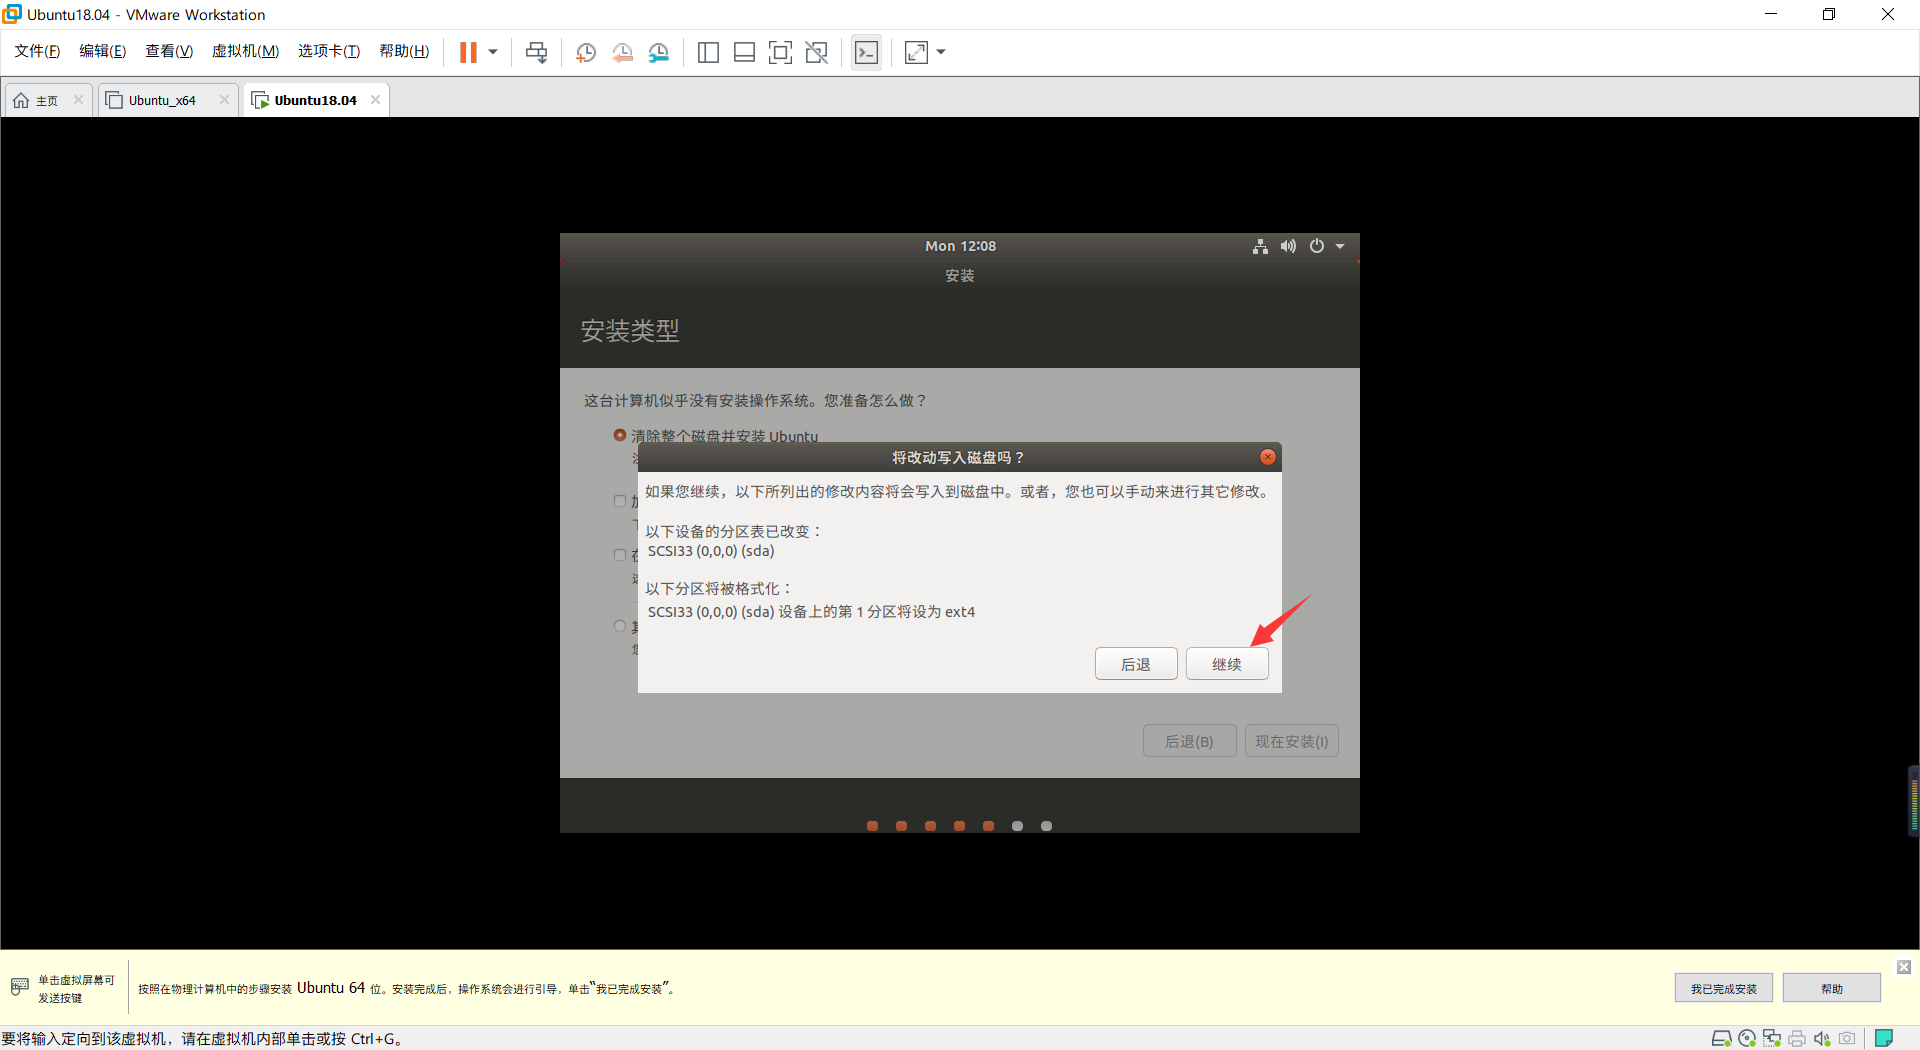 Ubuntu18.04 - VMware Workstation
文件(F) 编辑(E) 查看(V) 虚拟机(M) 选项卡(T) 帮助(H)
主页 Ubuntu_x64 Ubuntu18.04
Mon 12:08
安装
安装类型
这台计算机似乎没有安装操作系统。您准备怎么做？
清除整个磁盘并安装 Ubuntu
将改动写入磁盘吗？
如果您继续，以下所列出的修改内容将会写入到磁盘中。或者，您也可以手动来进行其它修改。
以下设备的分区表已改变：
SCSI33 (0,0,0) (sda)
以下分区将被格式化：
SCSI33 (0,0,0) (sda) 设备上的第 1 分区将设为 ext4
后退 继续
后退(B) 现在安装(I)
单击虚拟屏幕可
发送按键
按照在物理计算机中的步骤安装 Ubuntu 64 位。安装完成后，操作系统会进行引导，单击“我已完成安装”。
我已完成安装 帮助
要将输入定向到该虚拟机，请在虚拟机内部单击或按 Ctrl+G。